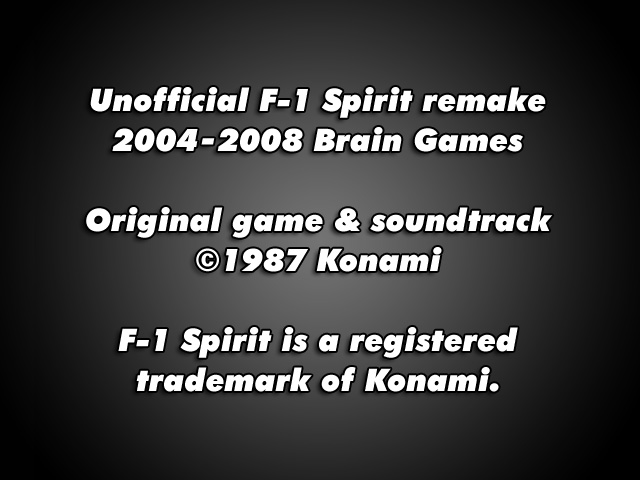 Unofficial F-1 Spirit remake
2004-2008 Brain Games
Original game & soundtrack
©1987 Konami
F-1 Spirit is a registered
trademark of Konami.